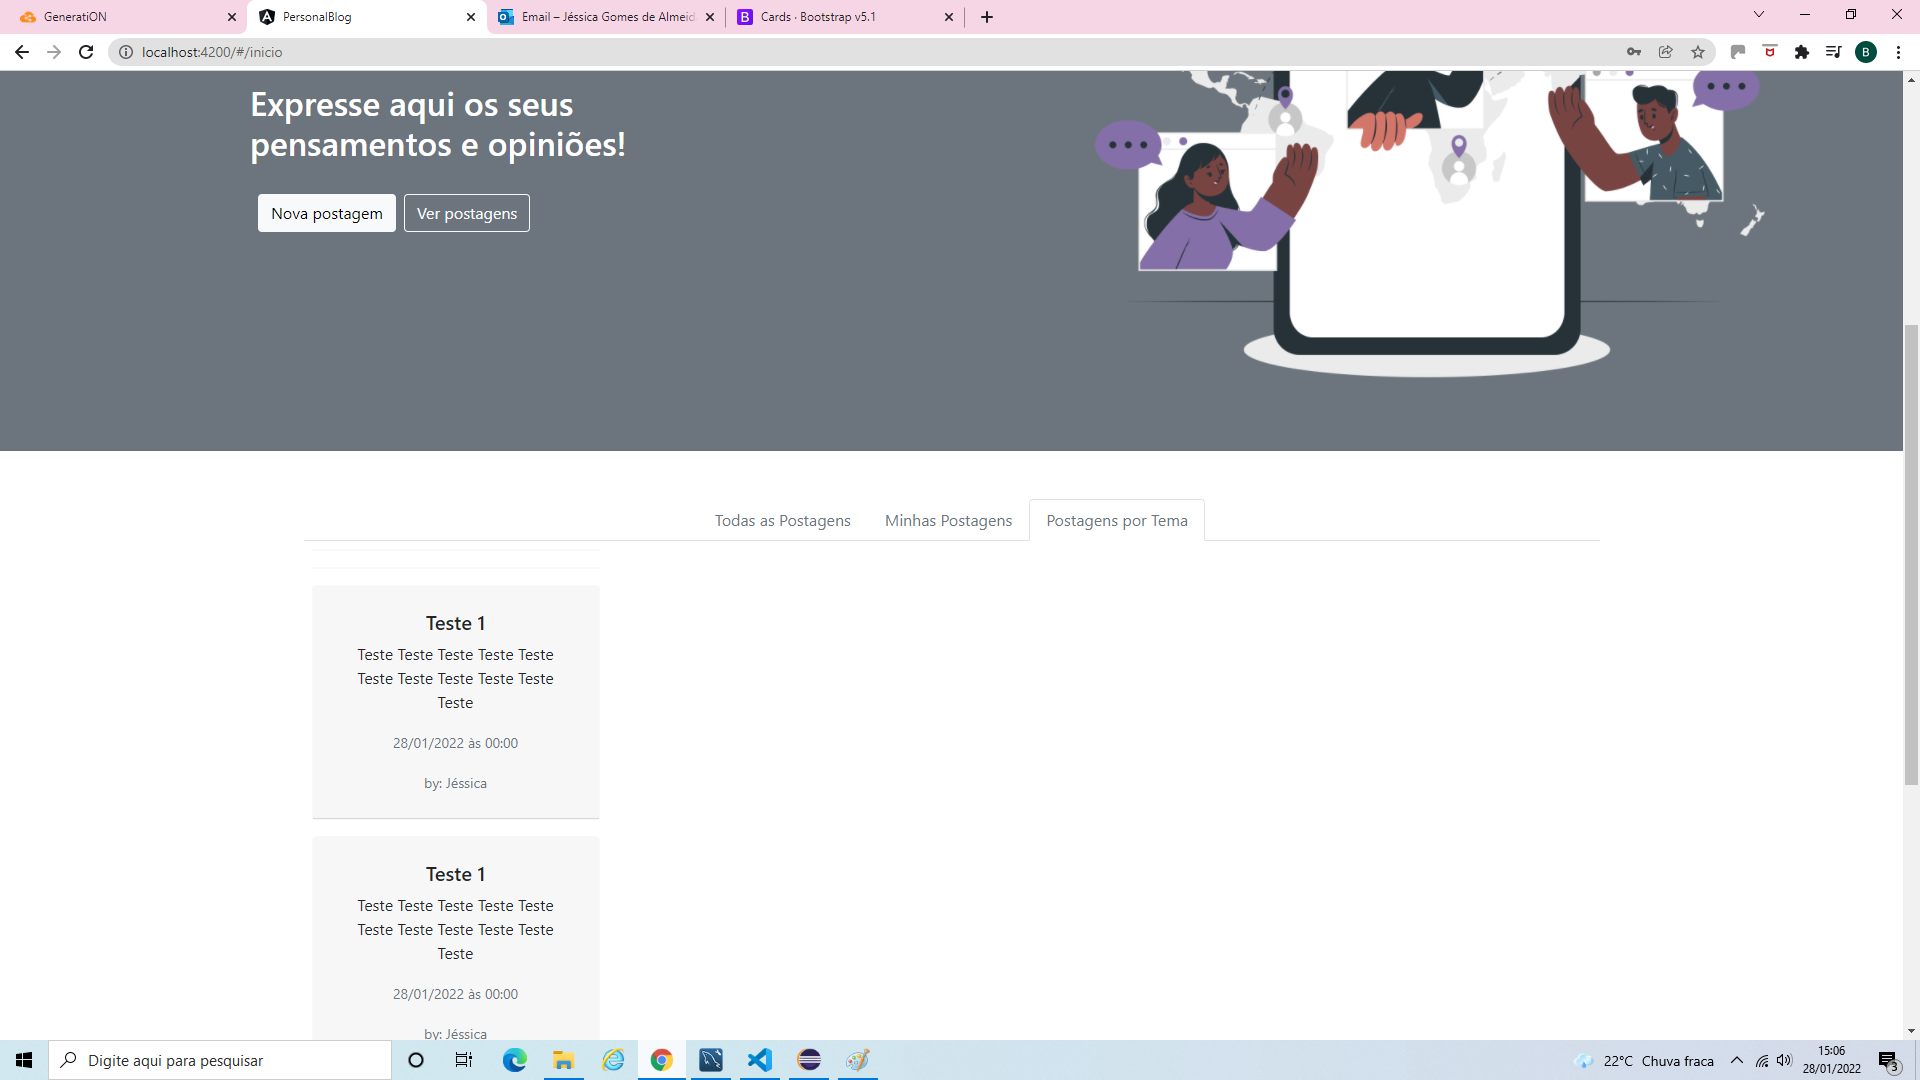 GeneratiON
PersonalBlog
Email – Jéssica Gomes de Almeid
Cards · Bootstrap v5.1
localhost:4200/#/inicio
B
Expresse aqui os seus
pensamentos e opiniões!
Nova postagem
Ver postagens
Todas as Postagens
Minhas Postagens
Postagens por Tema
Teste 1
Teste Teste Teste Teste Teste
Teste Teste Teste Teste Teste
Teste
28/01/2022 às 00:00
by: Jéssica
Teste 1
Teste Teste Teste Teste Teste
Teste Teste Teste Teste Teste
Teste
28/01/2022 às 00:00
by: Jéssica
Digite aqui para pesquisar
22°C Chuva fraca
15:06
28/01/2022
3